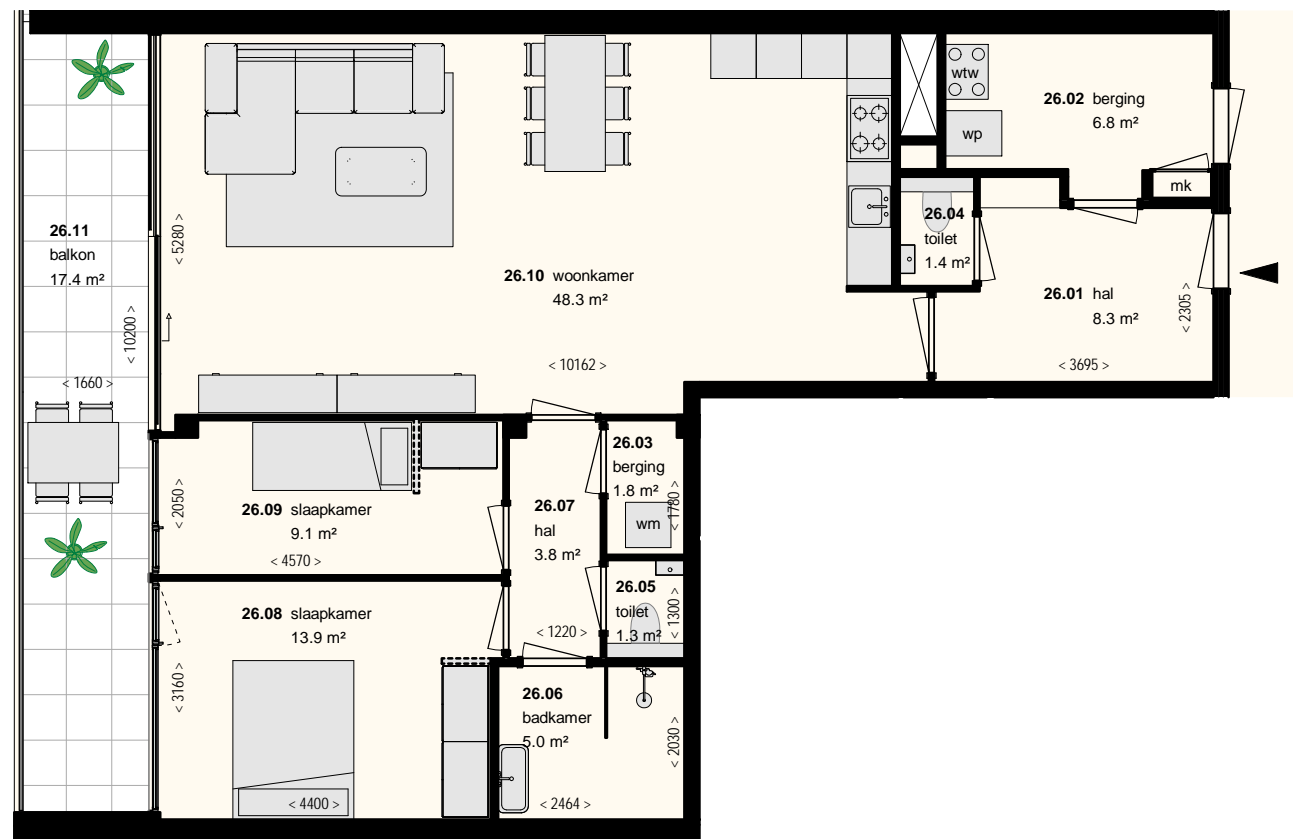 wtw
26.02 berging
6.8 m²
wp
mk
26.04
toilet
1.4 m²
26.11
balkon
17.4 m²
< 5280 >
26.10 woonkamer
48.3 m²
26.01 hal
8.3 m²
< 2305 >
< 10200 >
< 1660 >
< 10162 >
< 3695 >
26.03
berging
1.8 m²
< 1780 >
wm
26.09 slaapkamer
9.1 m²
< 2050 >
< 4570 >
26.07
hal
3.8 m²
< 1220 >
26.05
toilet
1.3 m²
< 1300 >
26.08 slaapkamer
13.9 m²
< 3160 >
< 4400 >
26.06
badkamer
5.0 m²
< 2030 >
< 2464 >